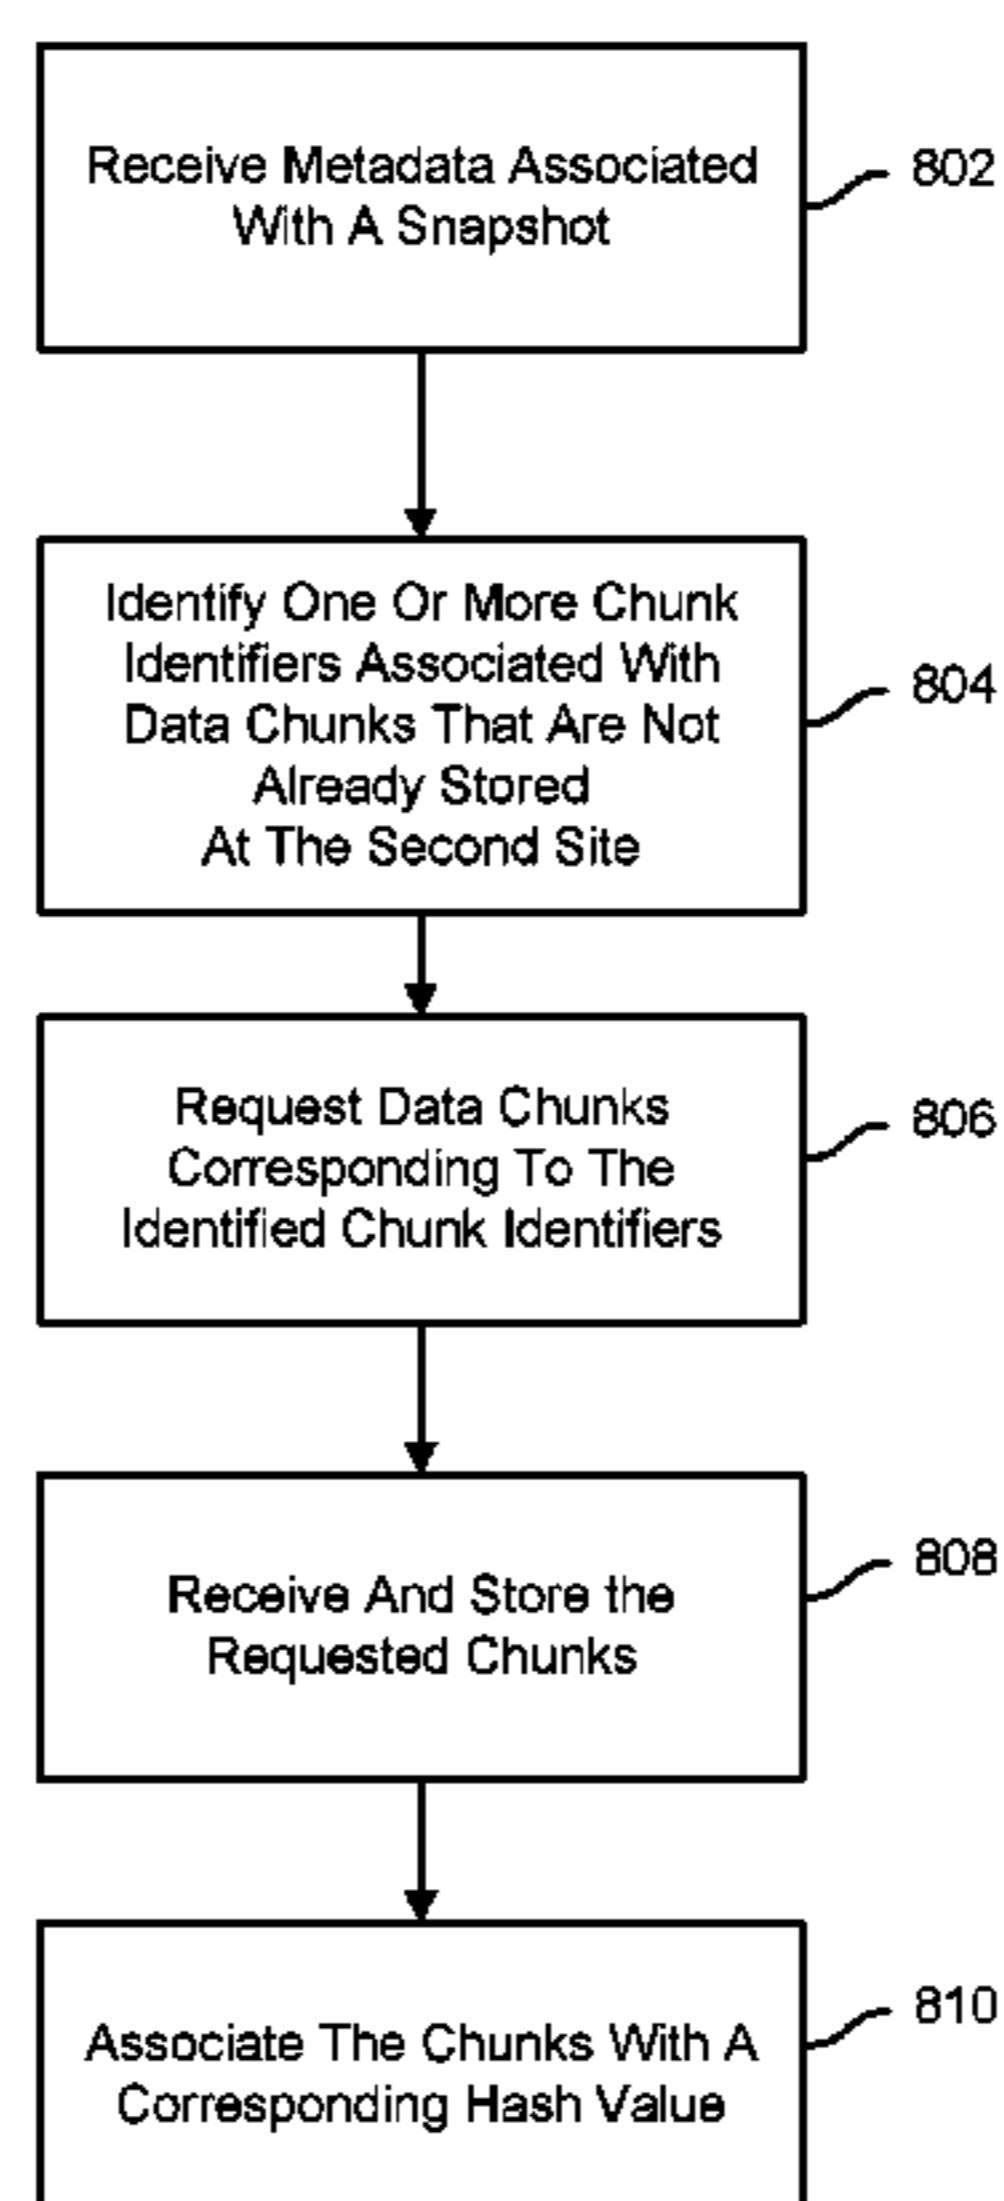 Receive Metadata Associated
With A Snapshot
802
Identify One Or More Chunk
Identifiers Associated With
Data Chunks That Are Not
Already Stored
At The Second Site
804
Request Data Chunks
Corresponding To The
Identified Chunk Identifiers
806
Receive And Store the
Requested Chunks
808
Associate The Chunks With A
Corresponding Hash Value
810